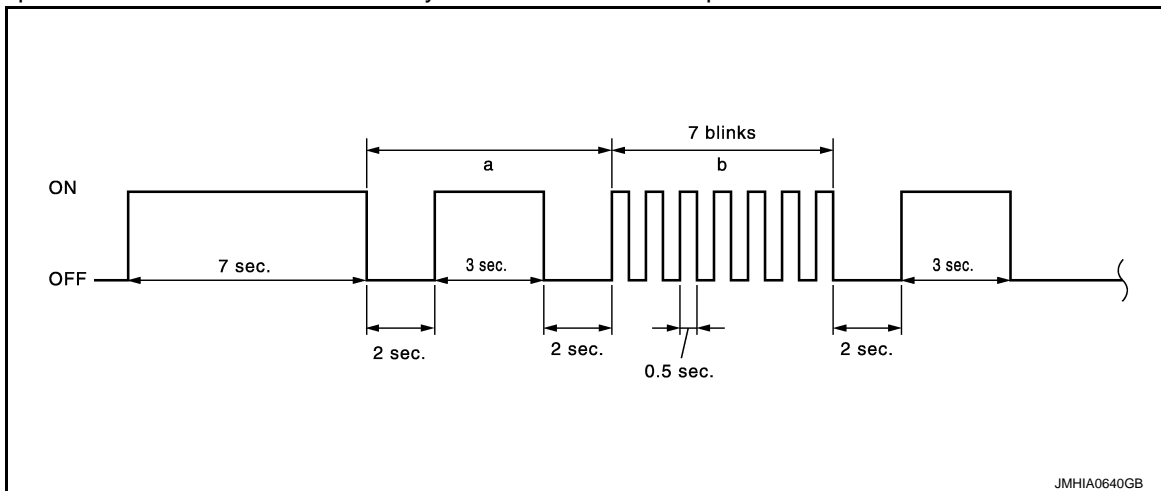 7 blinks
a
b
ON
OFF
7 sec.
3 sec.
3 sec.
2 sec.
2 sec.
2 sec.
0.5 sec.
JMHIA0640GB